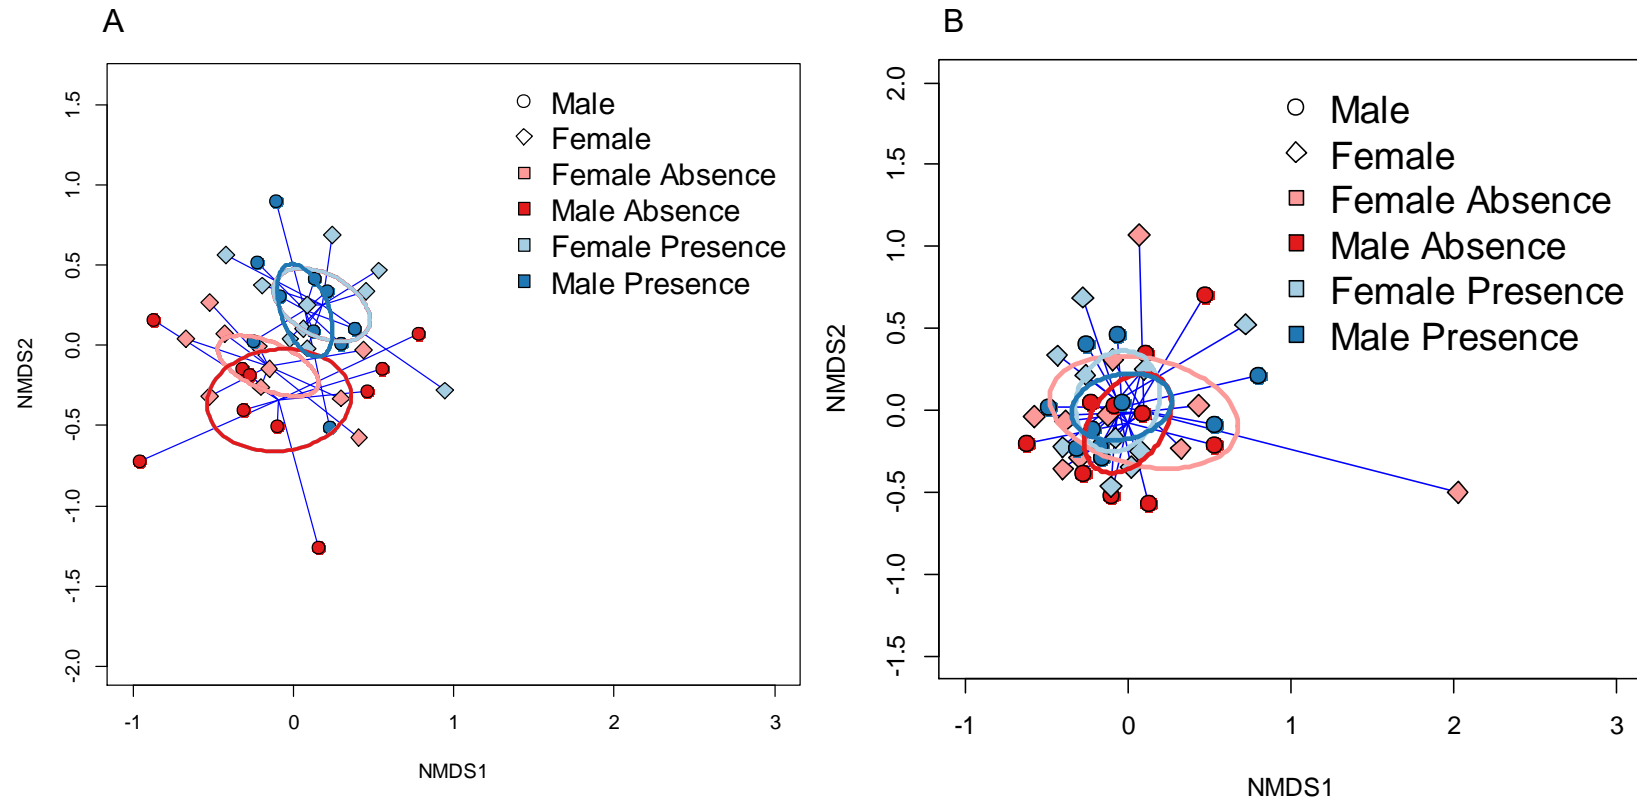 A
Male
Female
Female Absence
Male Absence
Female Presence
Male Presence
NMDS2
1.5
1.0
0.5
0.0
-0.5
-1.0
-1.5
-2.0
-1
0
1
2
3
NMDS1
B
Male
Female
Female Absence
Male Absence
Female Presence
Male Presence
NMDS2
2.0
1.5
1.0
0.5
0.0
-0.5
-1.0
-1.5
-1
0
1
2
3
NMDS1